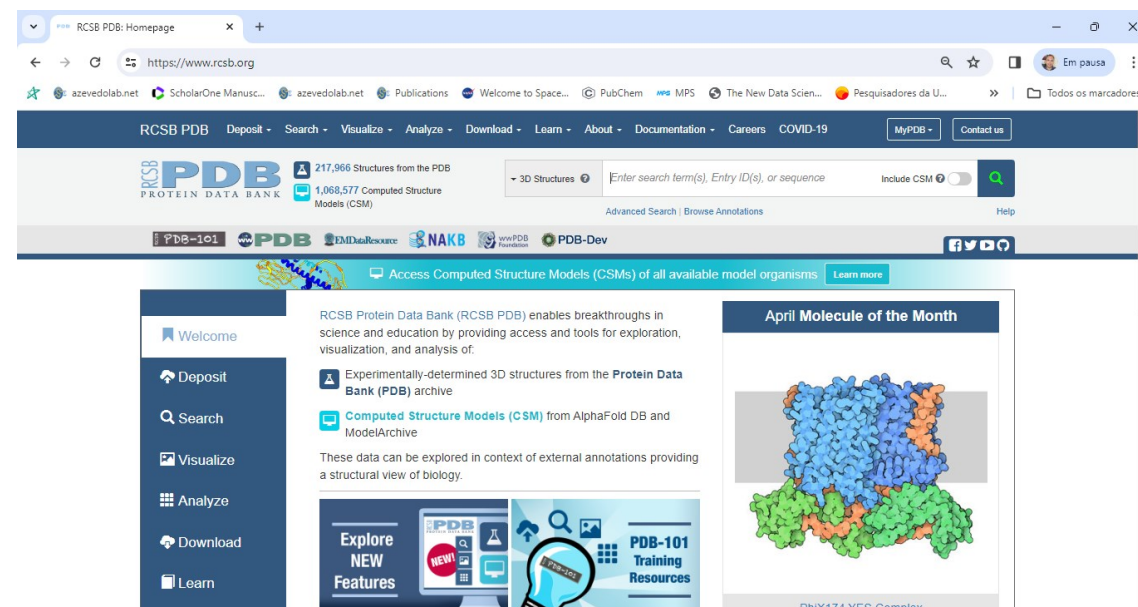 RCSB PDB: Homepage
https://www.rcsb.org
Em pausa
azevedolab.net
ScholarOne Manusc...
azevedolab.net
Publications
Welcome to Space...
PubChem
MPS MPS
The New Data Scien...
Pesquisadores da U...
»
Todos os marcadores
RCSB PDB Deposit Search Visualize Analyze Download Learn About Documentation Careers COVID-19 MyPDB Contact us
RCSB PDB
PROTEIN DATA BANK
217,966 Structures from the PDB
1,068,577 Computed Structure
Models (CSM)
3D Structures
Enter search term(s), Entry ID(s), or sequence
Include CSM
Advanced Search | Browse Annotations
Help
PDB-101 PDB EMDataResource NAKB wwPDB Foundation PDB-Dev
Access Computed Structure Models (CSMs) of all available model organisms Learn more
Welcome
Deposit
Search
Visualize
Analyze
Download
Learn
RCSB Protein Data Bank (RCSB PDB) enables breakthroughs in
science and education by providing access and tools for exploration,
visualization, and analysis of:
Experimentally-determined 3D structures from the Protein Data
Bank (PDB) archive
Computed Structure Models (CSM) from AlphaFold DB and
ModelArchive
These data can be explored in context of external annotations providing
a structural view of biology.
Explore
NEW
Features
PDB
NEW!
PDB-101
PDB-101
Training
Resources
April Molecule of the Month